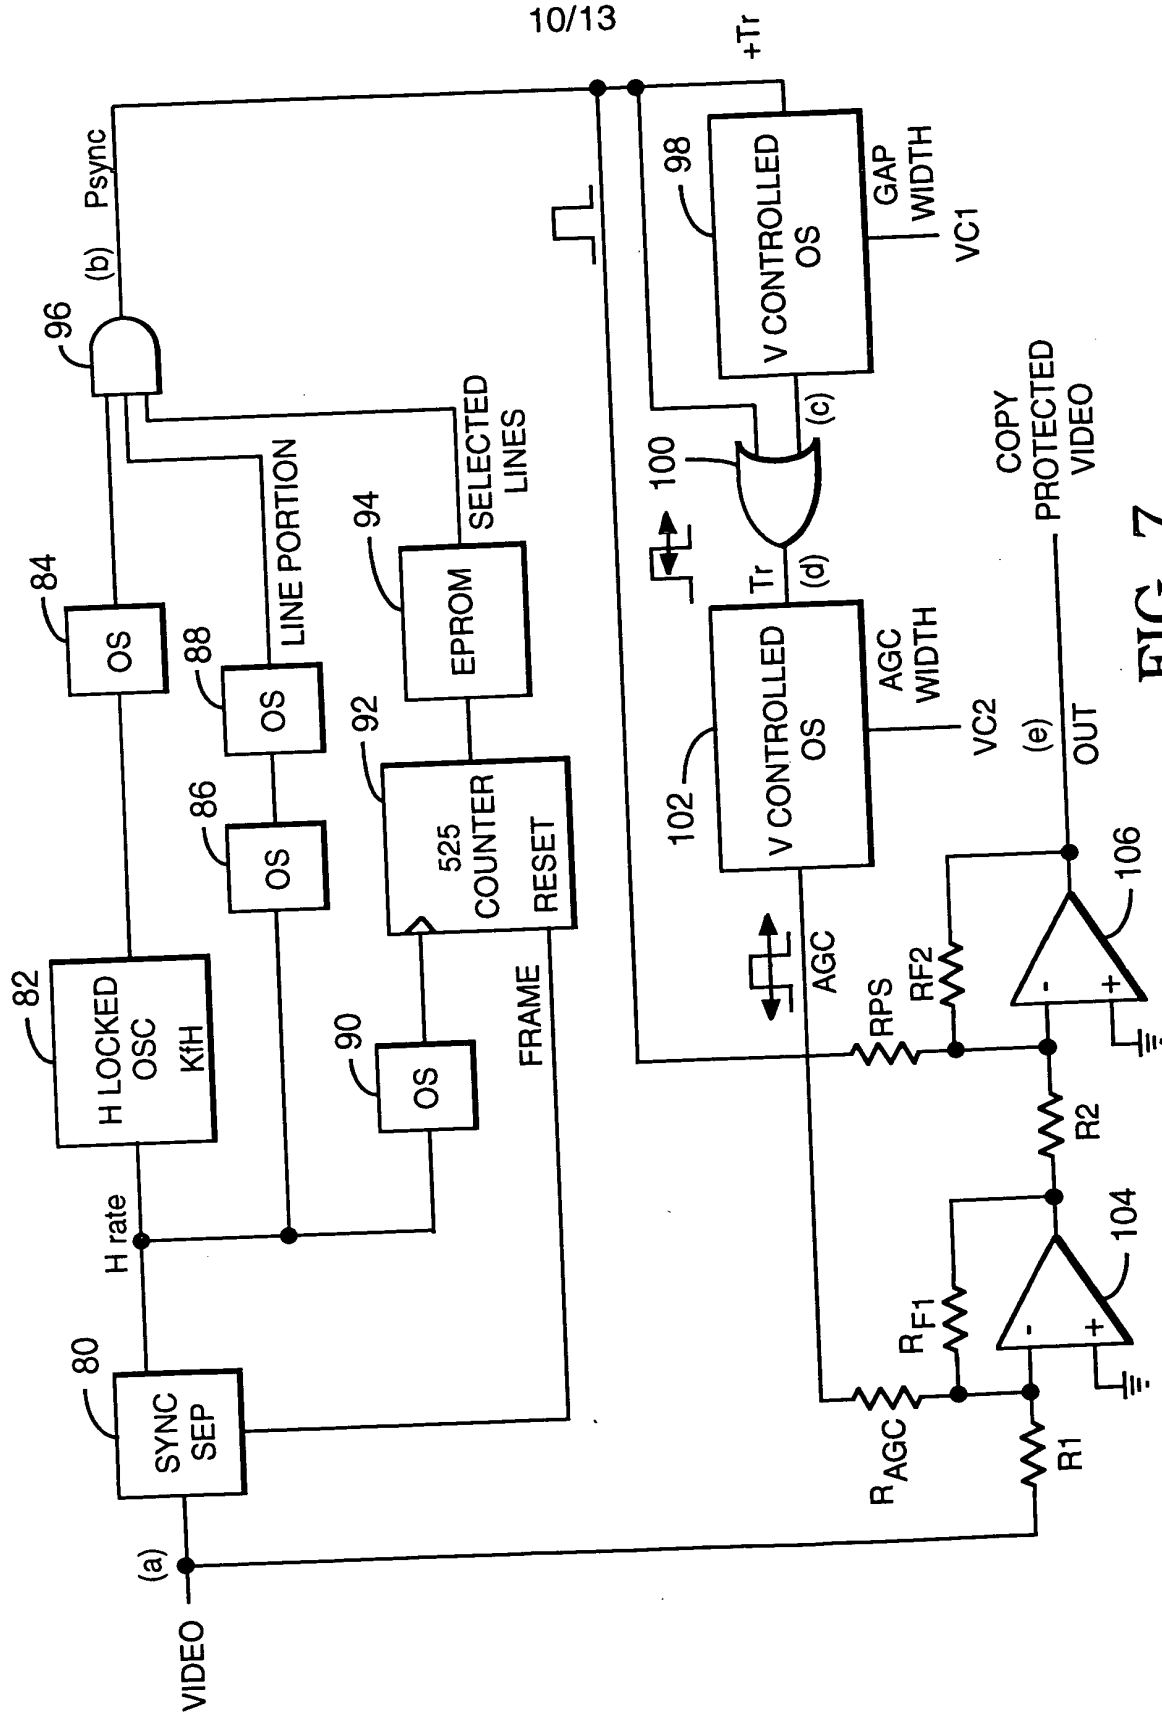 10/13
VIDEO
(a)
SYNC
SEP
80
H rate
H LOCKED
OSC
KfH
82
OS
84
OS
86
OS
88
LINE PORTION
OS
90
525
COUNTER
RESET
92
FRAME
EPROM
94
SELECTED
LINES
96
(b)
Psync
+Tr
V CONTROLLED
OS
98
GAP
WIDTH
VC1
(c)
100
Tr
(d)
V CONTROLLED
OS
102
AGC
WIDTH
VC2
AGC
RAGC
R1
RF1
-
+
104
R2
RPS
RF2
-
+
106
(e)
OUT
COPY
PROTECTED
VIDEO
FIG 7